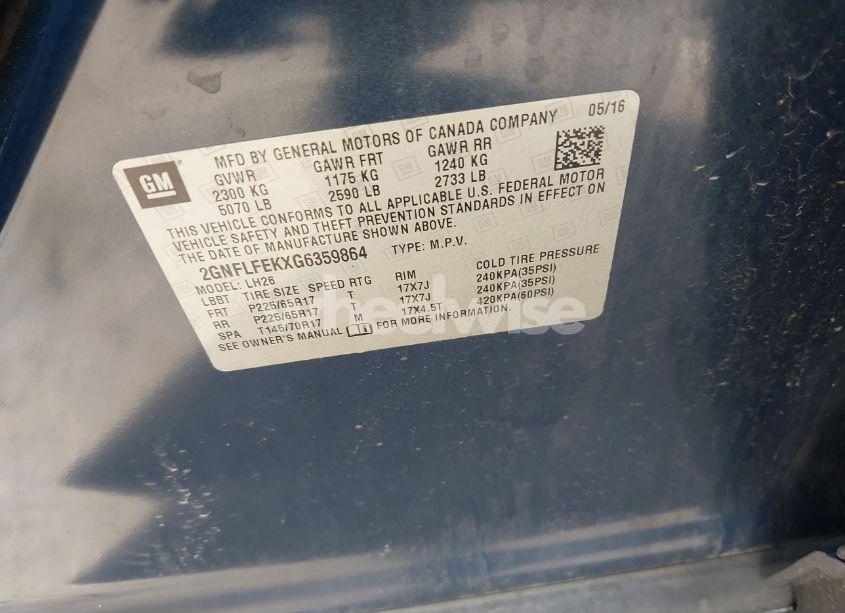 05/16
GM
MFD BY GENERAL MOTORS OF CANADA COMPANY
GVWR GAWR FRT GAWR RR
2300 KG 1175 KG 1240 KG
5070 LB 2590 LB 2733 LB
THIS VEHICLE CONFORMS TO ALL APPLICABLE U.S. FEDERAL MOTOR
VEHICLE SAFETY AND THEFT PREVENTION STANDARDS IN EFFECT ON
THE DATE OF MANUFACTURE SHOWN ABOVE.
2GNFLFEKXG6359864 TYPE: M.P.V.
MODEL: LH26
LBBT TIRE SIZE SPEED RTG RIM COLD TIRE PRESSURE
FRT P225/65R17 T 17X7J 240KPA(35PSI)
RR P225/65R17 T 17X7J 240KPA(35PSI)
SPA T145/70R17 M 17X4.5T 420KPA(60PSI)
SEE OWNER'S MANUAL FOR MORE INFORMATION.